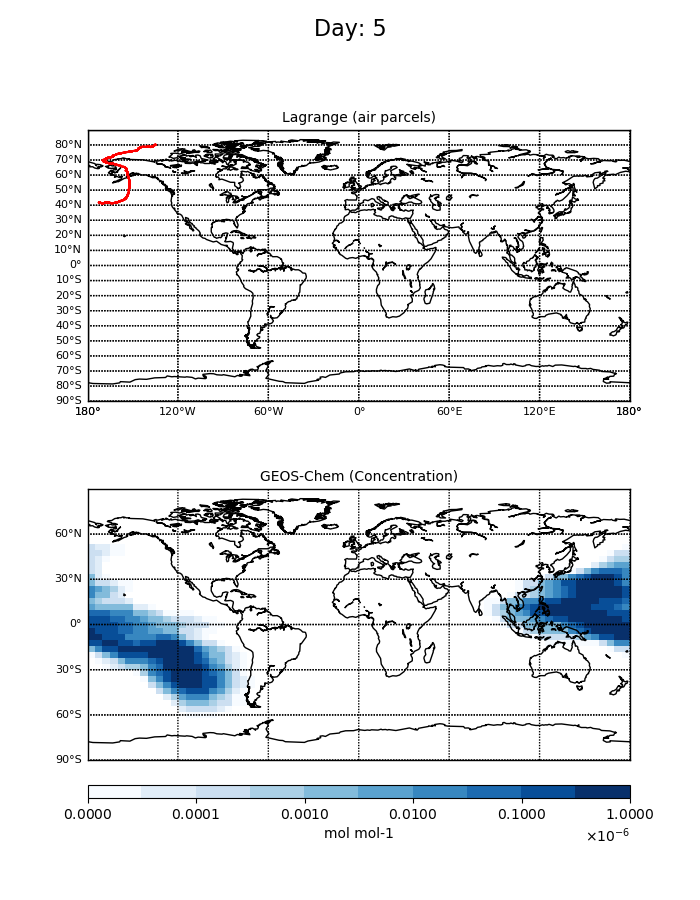 Day: 5
Lagrange (air parcels)
80°N
70°N
60°N
50°N
40°N
30°N
20°N
10°N
0°
10°S
20°S
30°S
40°S
50°S
60°S
70°S
80°S
90°S
180° 120°W 60°W 0° 60°E 120°E 180°
GEOS-Chem (Concentration)
60°N
30°N
0°
30°S
60°S
90°S
0.0000 0.0001 0.0010 0.0100 0.1000 1.0000
mol mol-1 ×10⁻⁶